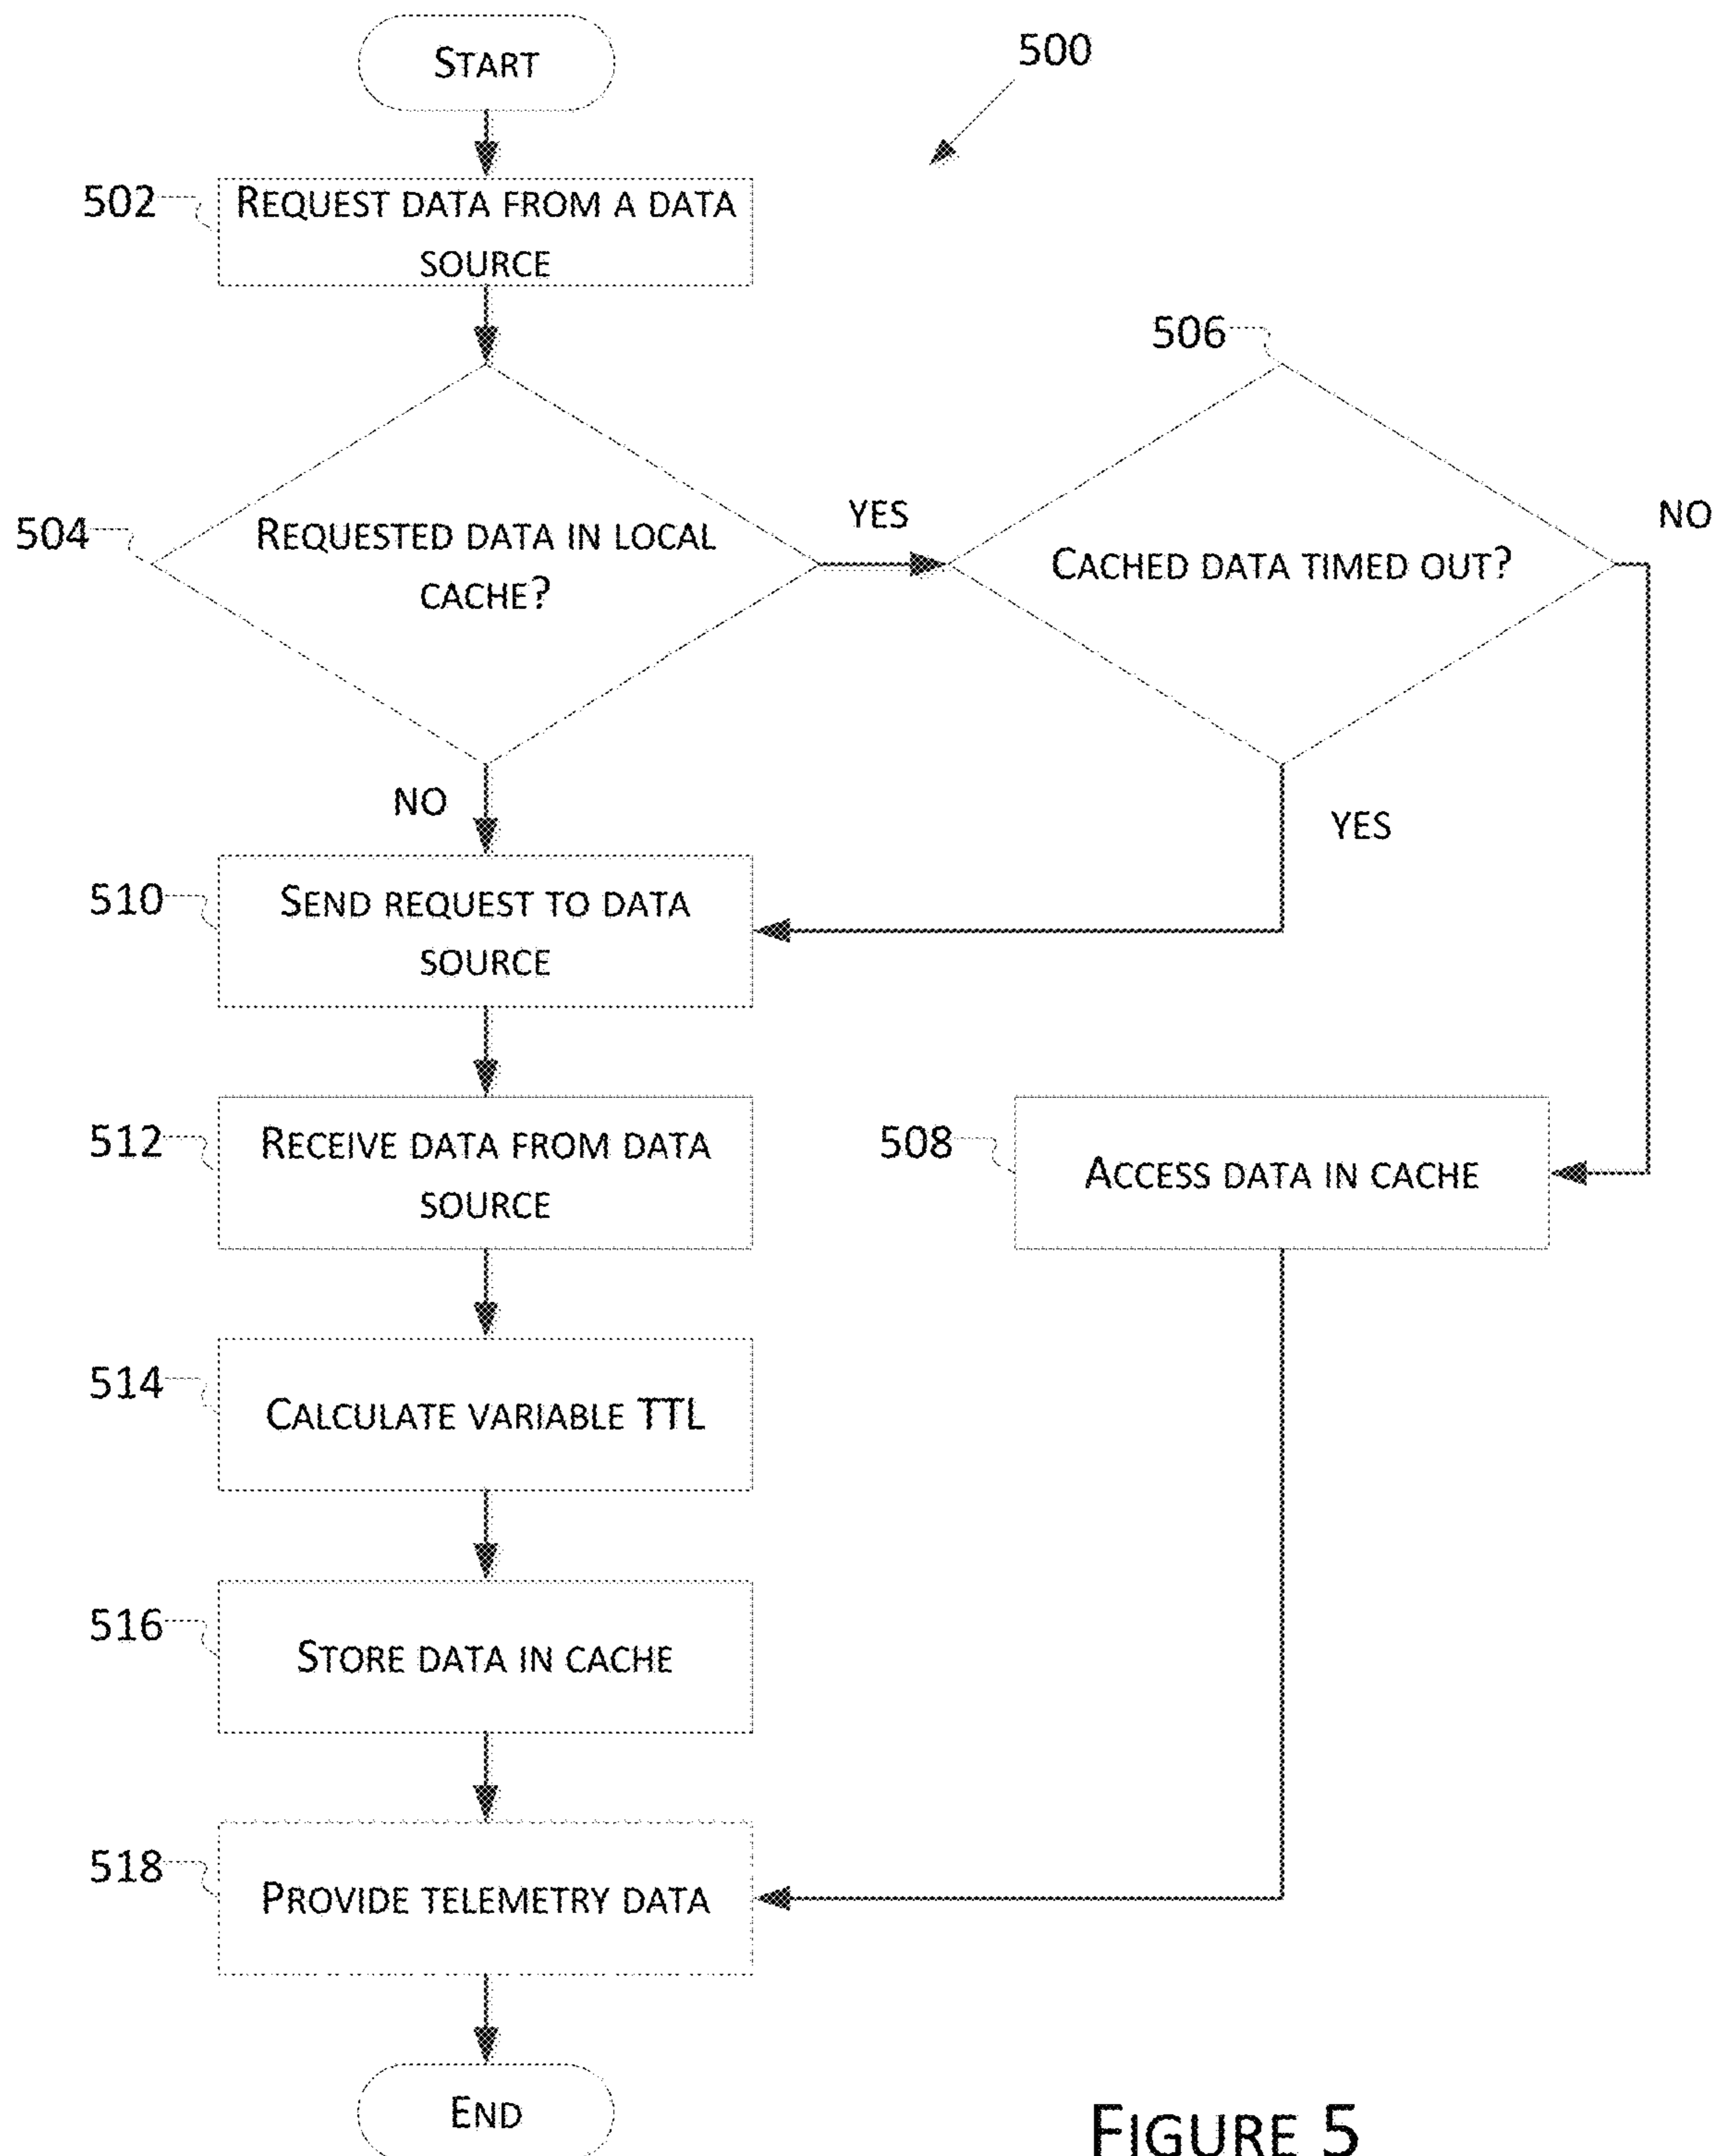 START
500
502
REQUEST DATA FROM A DATA
SOURCE
506
504
REQUESTED DATA IN LOCAL
CACHE?
YES
CACHED DATA TIMED OUT?
NO
NO
YES
510
SEND REQUEST TO DATA
SOURCE
512
RECEIVE DATA FROM DATA
SOURCE
508
ACCESS DATA IN CACHE
514
CALCULATE VARIABLE TTL
516
STORE DATA IN CACHE
518
PROVIDE TELEMETRY DATA
END
FIGURE 5